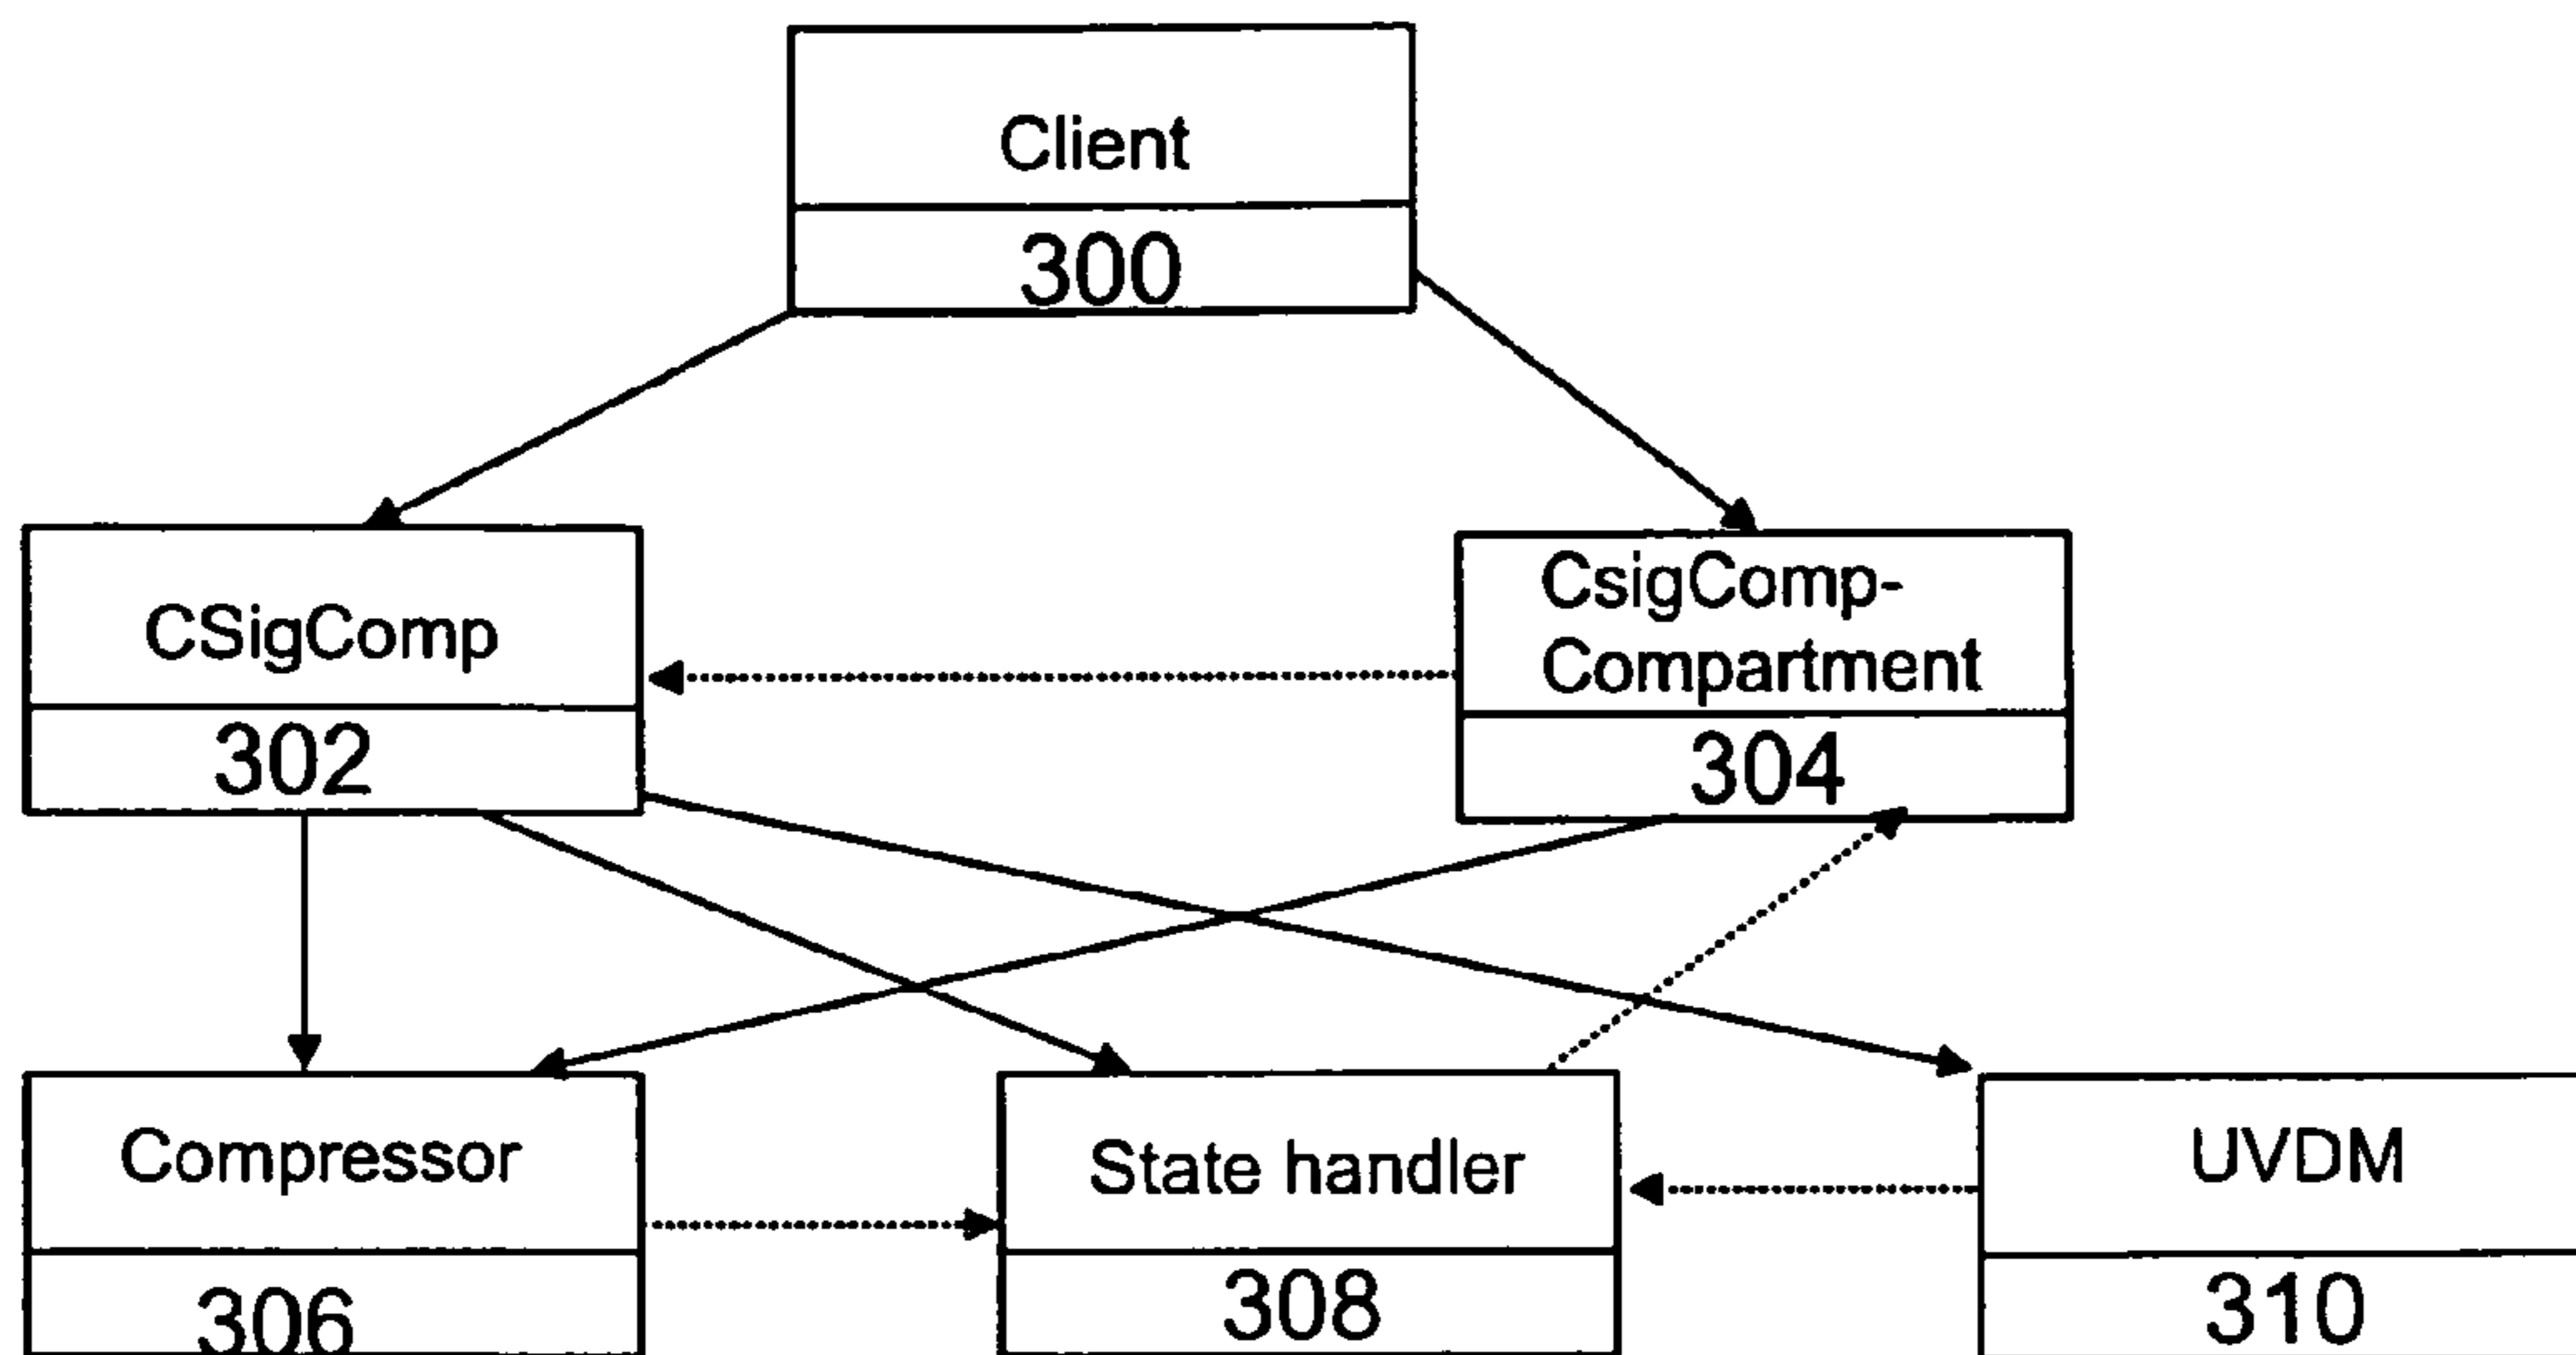 Client
300
CSigComp
302
CsigComp-
Compartment
304
Compressor
306
State handler
308
UVDM
310